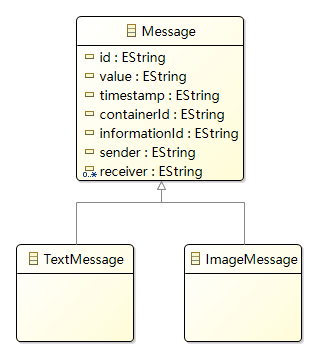 Message
id : EString
value : EString
timestamp : EString
containerId : EString
informationId : EString
sender : EString
0..* receiver : EString
TextMessage
ImageMessage